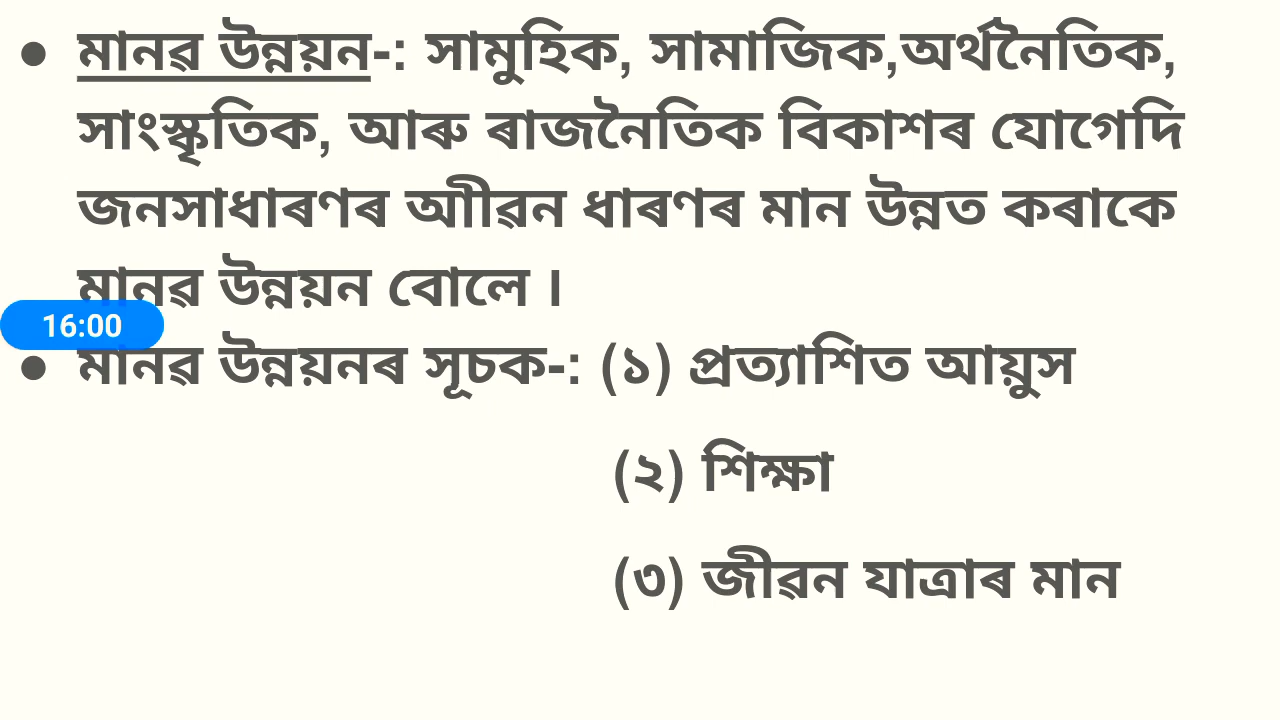 ● মানৱ উন্নয়ন-: সামুহিক, সামাজিক,অৰ্থনৈতিক,
সাংস্কৃতিক, আৰু ৰাজনৈতিক বিকাশৰ যোগেদি
জনসাধাৰণৰ আীৱন ধাৰণৰ মান উন্নত কৰাকে
মানৱ উন্নয়ন বোলে ।
16:00
● মানৱ উন্নয়নৰ সূচক-: (১) প্ৰত্যাশিত আয়ুস
(২) শিক্ষা
(৩) জীৱন যাত্ৰাৰ মান